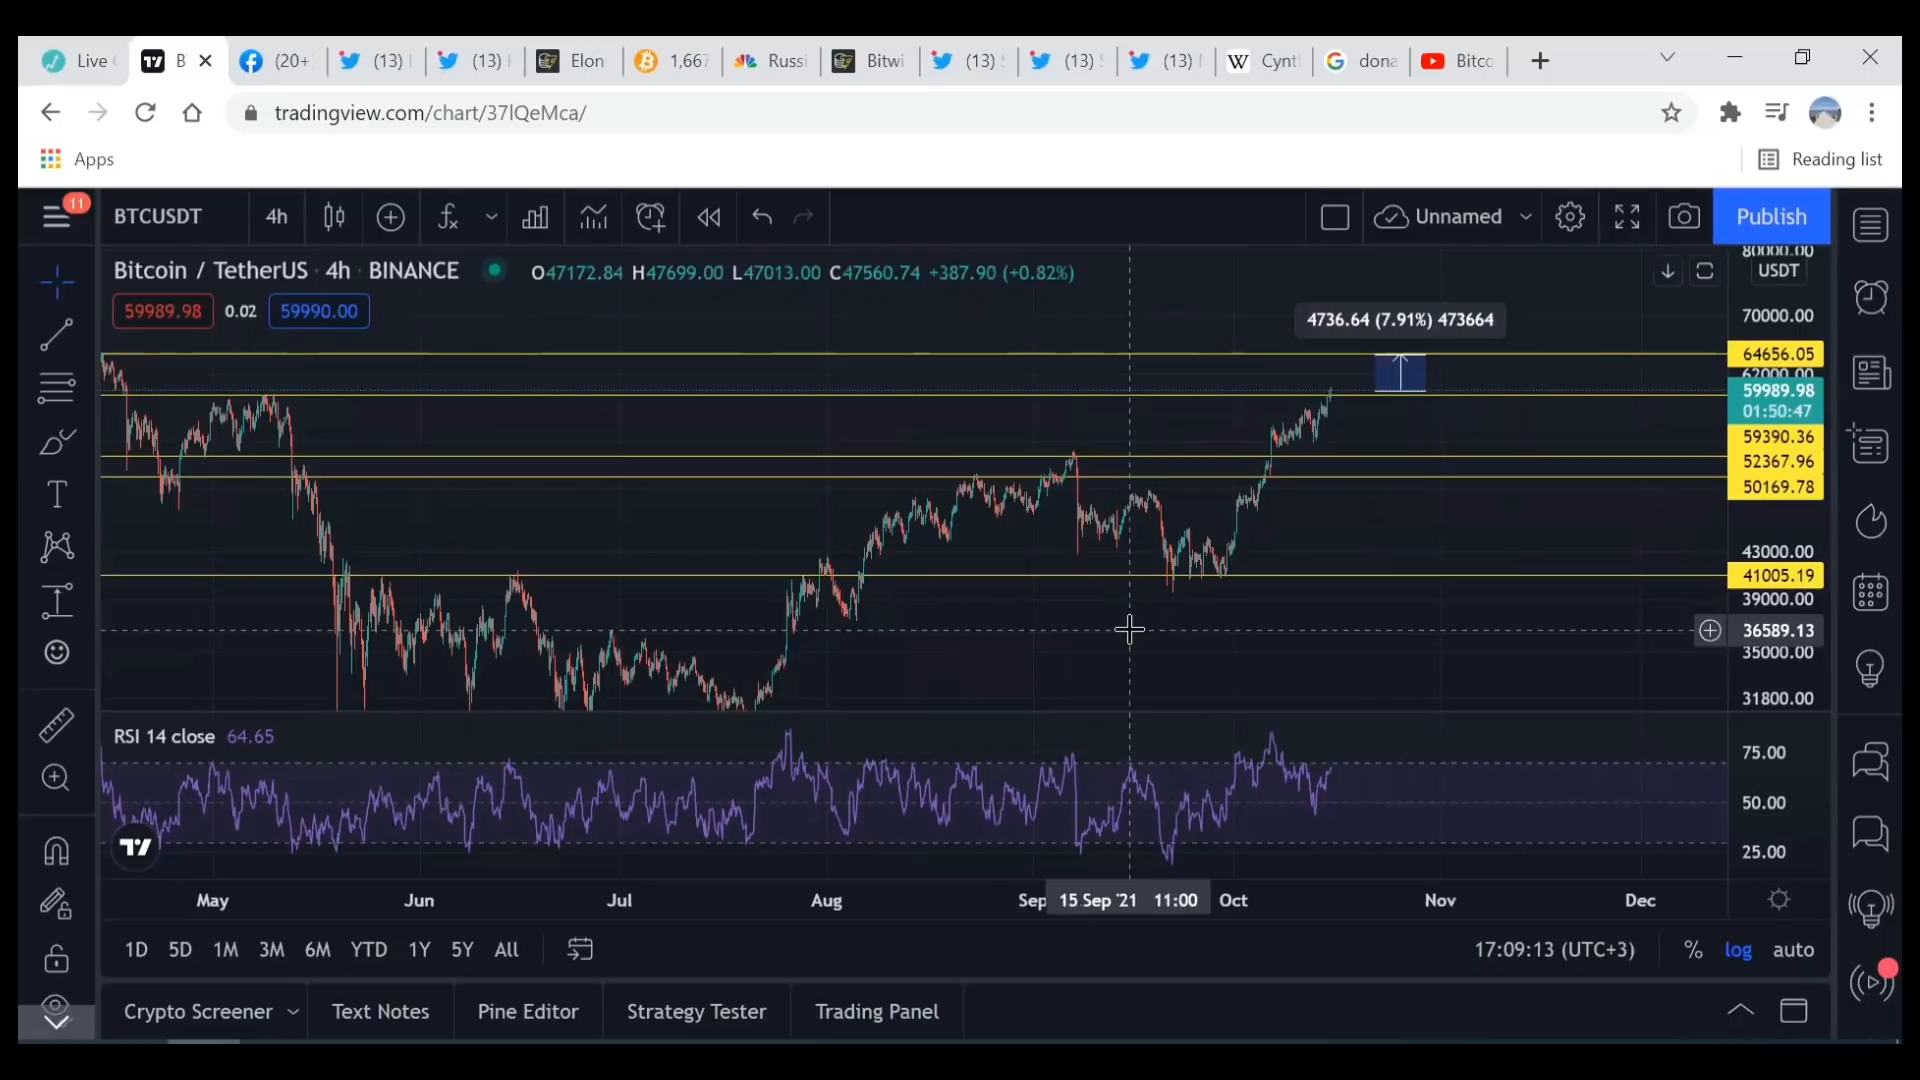 Live
B
(20+
(13)
(13)
Elon
1,667
Russi
Bitwi
(13)
(13)
(13)
Cynt
dona
Bitco
tradingview.com/chart/37lQeMca/
Apps
Reading list
11
BTCUSDT
4h
Unnamed
Publish
Bitcoin / TetherUS · 4h · BINANCE
O47172.84 H47699.00 L47013.00 C47560.74 +387.90 (+0.82%)
59989.98
0.02
59990.00
4736.64 (7.91%) 473664
80000.00
USDT
70000.00
64656.05
62000.00
59989.98
01:50:47
59390.36
52367.96
50169.78
43000.00
41005.19
39000.00
36589.13
35000.00
31800.00
RSI 14 close 64.65
75.00
50.00
25.00
May
Jun
Jul
Aug
Sep
15 Sep '21 11:00
Oct
Nov
Dec
1D 5D 1M 3M 6M YTD 1Y 5Y All
17:09:13 (UTC+3)
%
log
auto
Crypto Screener
Text Notes
Pine Editor
Strategy Tester
Trading Panel